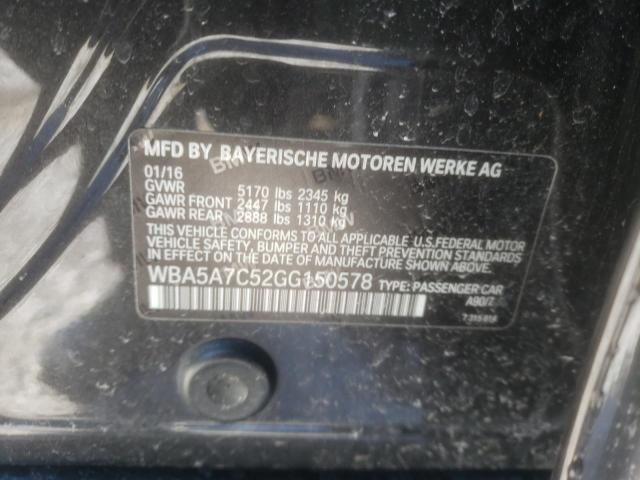 MFD BY BAYERISCHE MOTOREN WERKE AG
01/16
GVWR 5170 lbs 2345 kg
GAWR FRONT 2447 lbs 1110 kg
GAWR REAR 2888 lbs 1310 kg
THIS VEHICLE CONFORMS TO ALL APPLICABLE U.S. FEDERAL MOTOR
VEHICLE SAFETY, BUMPER AND THEFT PREVENTION STANDARDS
IN EFFECT ON THE DATE OF MANUFACTURE SHOWN ABOVE.
WBA5A7C52GG150578 TYPE: PASSENGER CAR